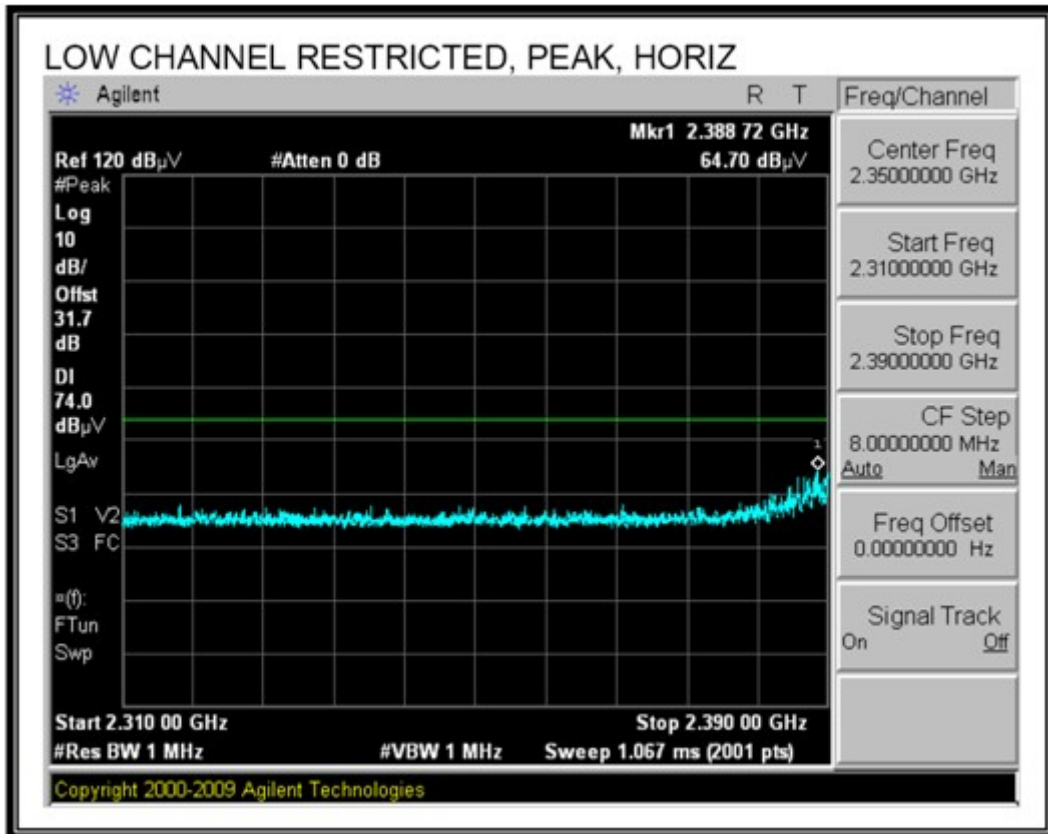 LOW CHANNEL RESTRICTED, PEAK, HORIZ
Agilent R T
Freq/Channel
Mkr1 2.388 72 GHz
Ref 120 dBµV #Atten 0 dB 64.70 dBµV
#Peak
Log
10
dB/
Offst
31.7
dB
DI
74.0
dBµV
LgAv
1
S1 V2
S3 FC
¤(f):
FTun
Swp
Start 2.310 00 GHz Stop 2.390 00 GHz
#Res BW 1 MHz #VBW 1 MHz Sweep 1.067 ms (2001 pts)
Copyright 2000-2009 Agilent Technologies
Center Freq
2.35000000 GHz
Start Freq
2.31000000 GHz
Stop Freq
2.39000000 GHz
CF Step
8.00000000 MHz
Auto Man
Freq Offset
0.00000000 Hz
Signal Track
On Off